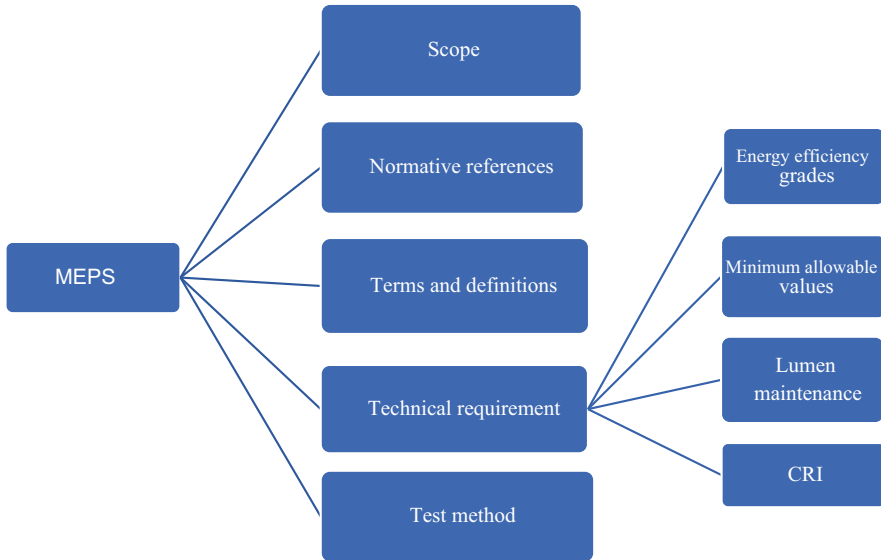 MEPS
Scope
Normative references
Terms and definitions
Technical requirement
Test method
Energy efficiency
grades
Minimum allowable
values
Lumen
maintenance
CRI